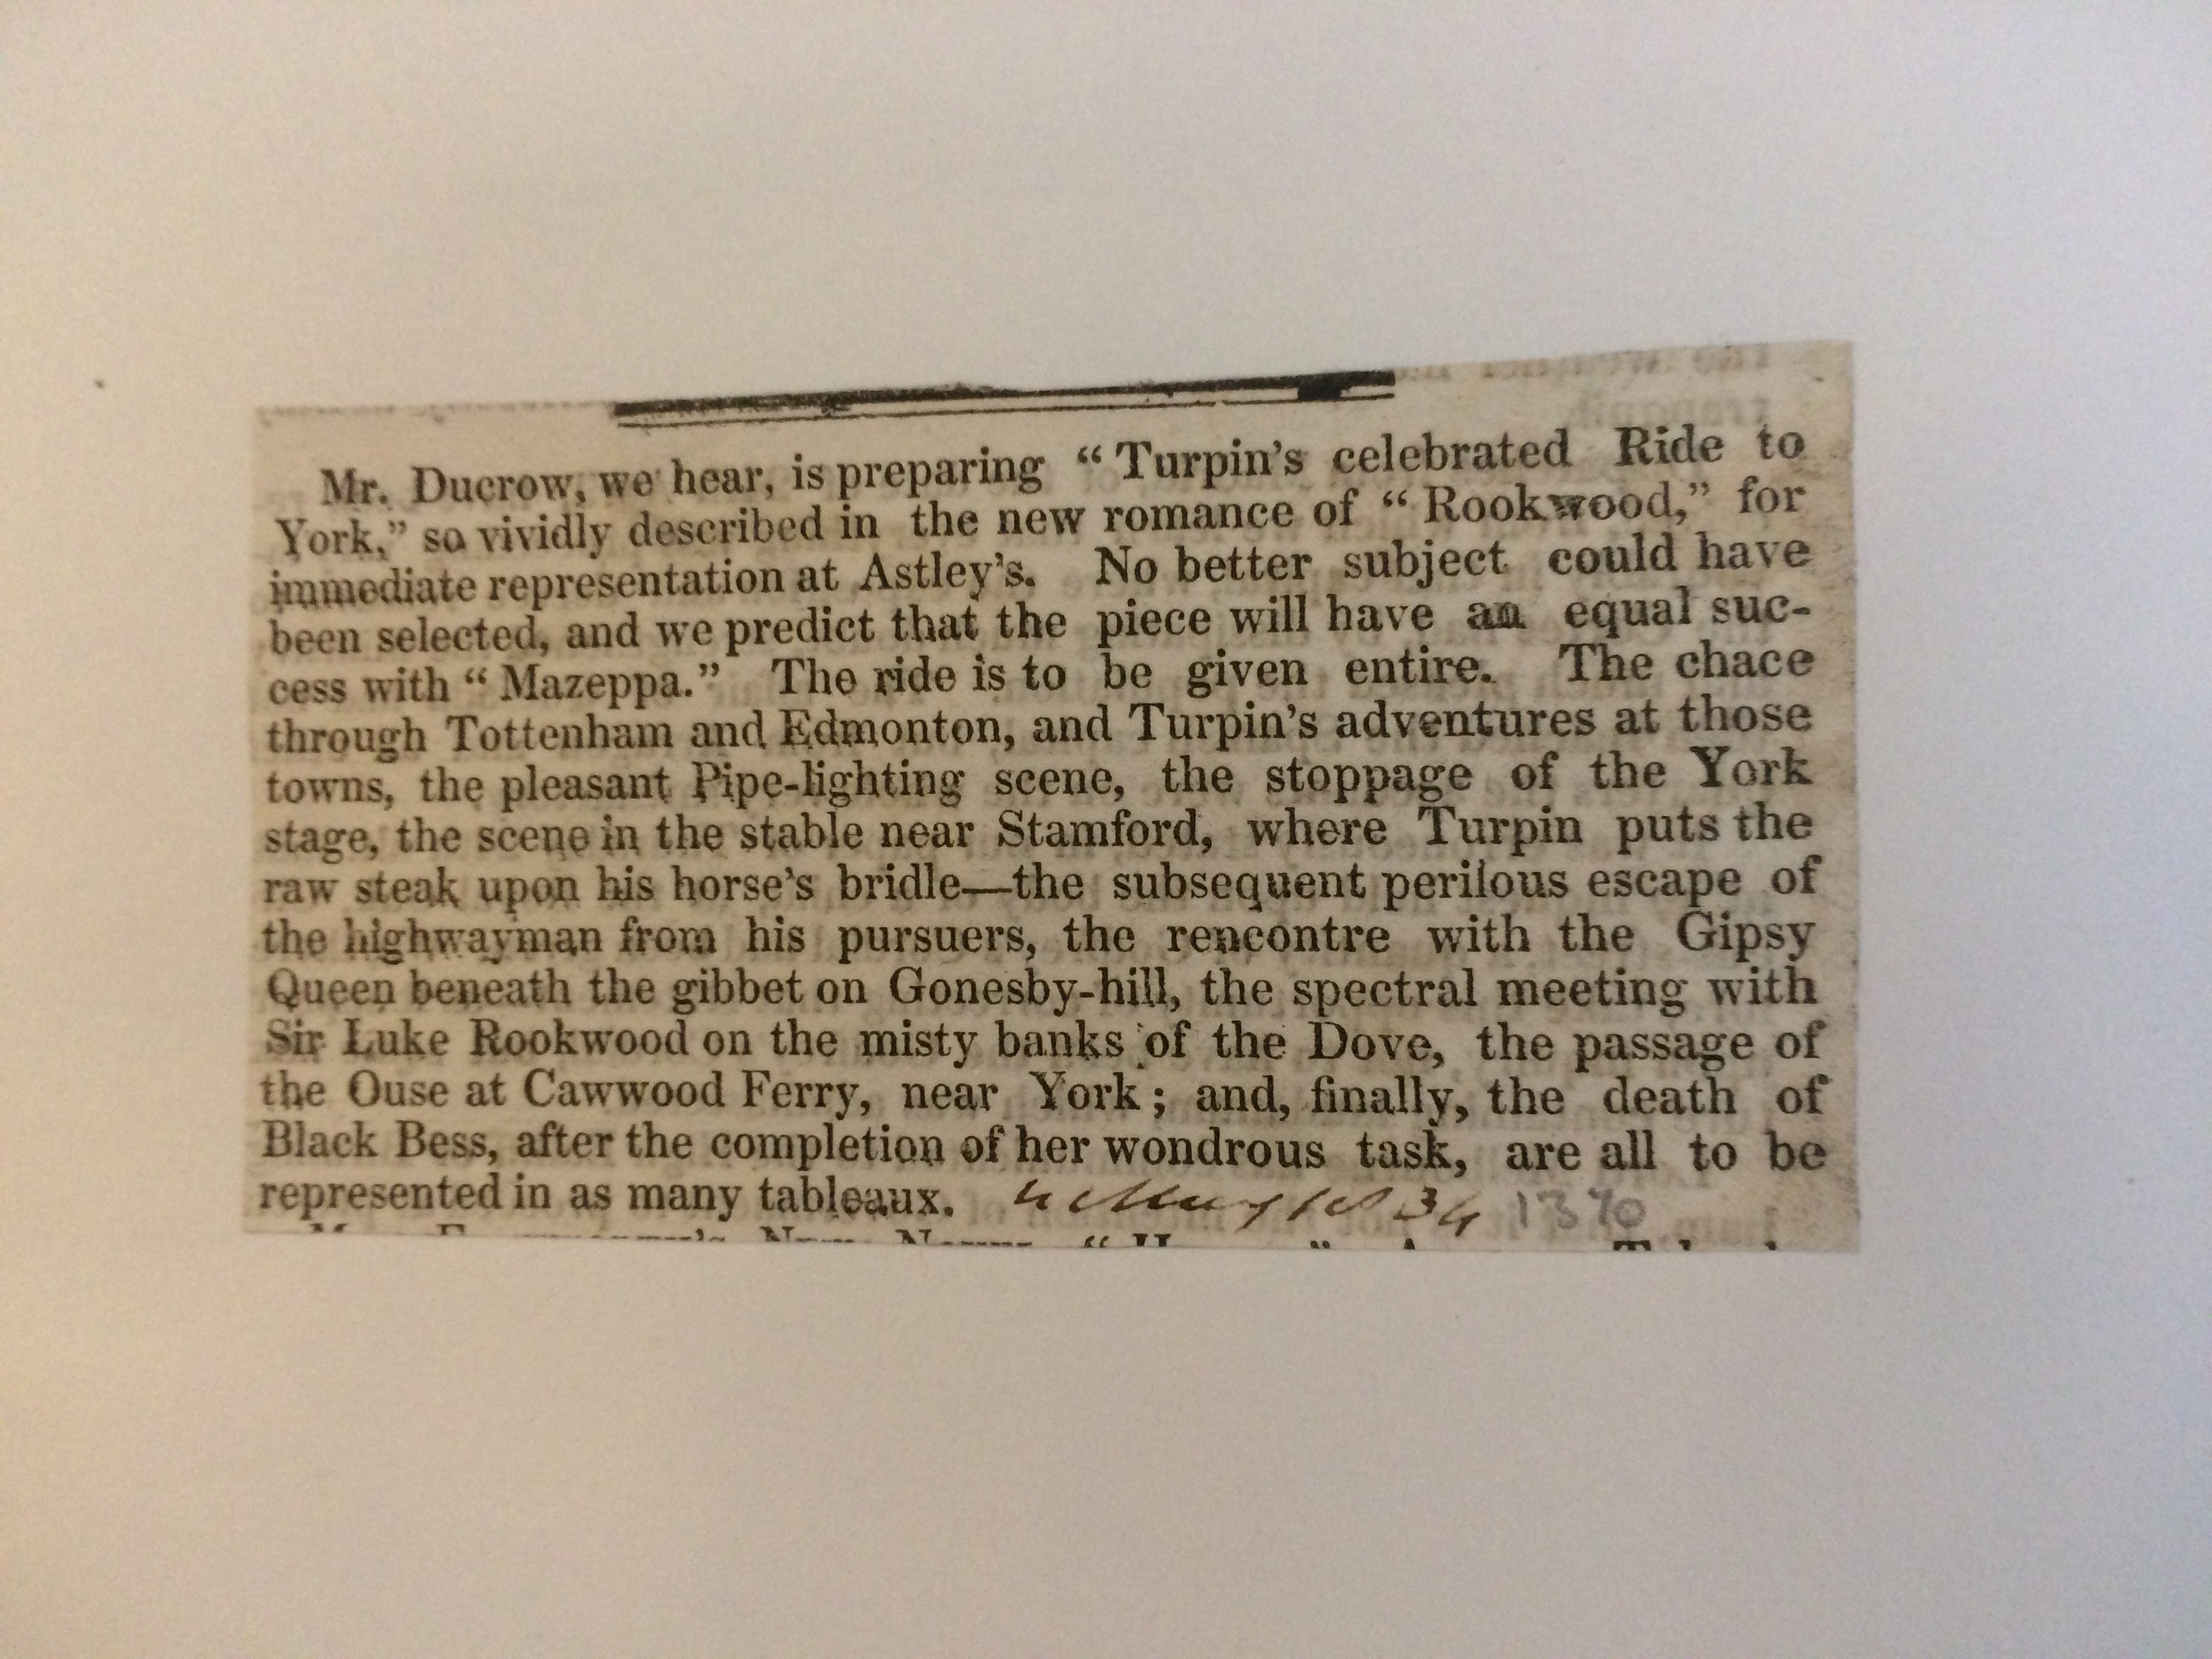 Mr. Ducrow, we hear, is preparing “Turpin’s celebrated Ride to
York,” so vividly described in the new romance of “Rookwood,” for
immediate representation at Astley’s. No better subject could have
been selected, and we predict that the piece will have an equal suc-
cess with “Mazeppa.” The ride is to be given entire. The chace
through Tottenham and Edmonton, and Turpin’s adventures at those
towns, the pleasant Pipe-lighting scene, the stoppage of the York
stage, the scene in the stable near Stamford, where Turpin puts the
raw steak upon his horse’s bridle—the subsequent perilous escape of
the highwayman from his pursuers, the rencontre with the Gipsy
Queen beneath the gibbet on Gonesby-hill, the spectral meeting with
Sir Luke Rookwood on the misty banks of the Dove, the passage of
the Ouse at Cawwood Ferry, near York; and, finally, the death of
Black Bess, after the completion of her wondrous task, are all to be
represented in as many tableaux. May 1834 1370